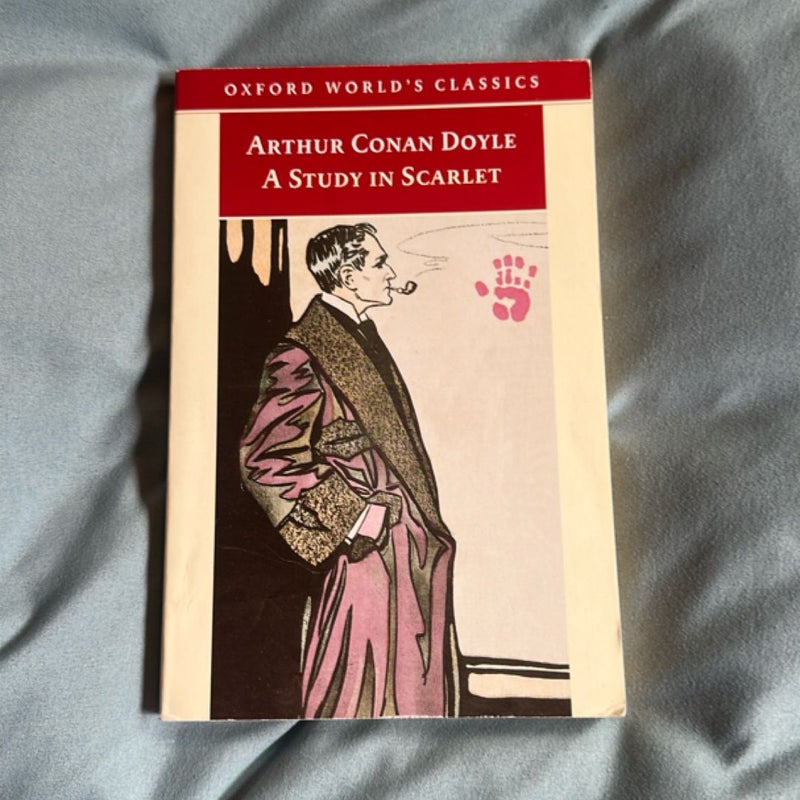 OXFORD WORLD'S CLASSICS
ARTHUR CONAN DOYLE
A STUDY IN SCARLET